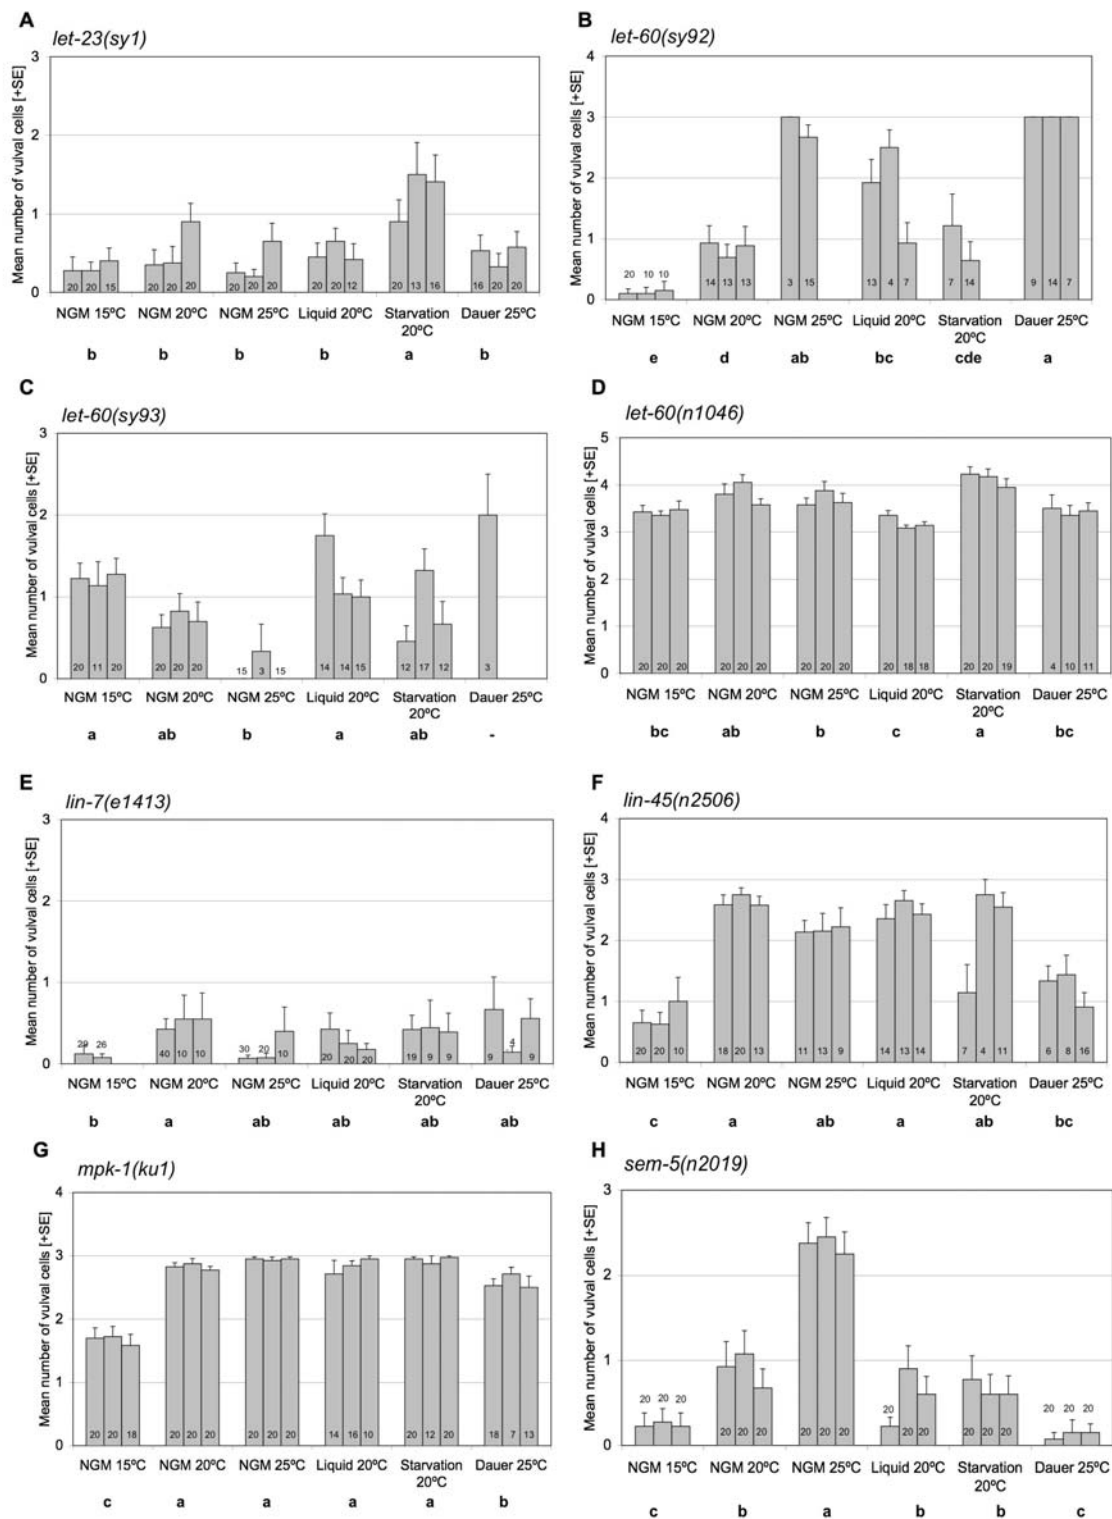 A
let-23(sy1)
Mean number of vulval cells [+SE]
3
2
1
0
20 20 15 20 20 20 20 20 20 20 20 12 20 13 16 16 20 20
NGM 15ºC NGM 20ºC NGM 25ºC Liquid 20ºC Starvation 20ºC Dauer 25ºC
b b b b a b
B
let-60(sy92)
Mean number of vulval cells [+SE]
4
3
2
1
0
20 10 10 14 13 13 3 15 13 4 7 7 14 9 14 7
NGM 15ºC NGM 20ºC NGM 25ºC Liquid 20ºC Starvation 20ºC Dauer 25ºC
e d ab bc cde a
C
let-60(sy93)
Mean number of vulval cells [+SE]
3
2
1
0
20 11 20 20 20 20 15 3 15 14 14 15 12 17 12 3
NGM 15ºC NGM 20ºC NGM 25ºC Liquid 20ºC Starvation 20ºC Dauer 25ºC
a ab b a ab -
D
let-60(n1046)
Mean number of vulval cells [+SE]
5
4
3
2
1
0
20 20 20 20 20 20 20 20 20 20 18 18 20 20 19 4 10 11
NGM 15ºC NGM 20ºC NGM 25ºC Liquid 20ºC Starvation 20ºC Dauer 25ºC
bc ab b c a bc
E
lin-7(e1413)
Mean number of vulval cells [+SE]
3
2
1
0
29 26 40 10 10 30 20 10 20 20 20 19 9 9 9 4 9
NGM 15ºC NGM 20ºC NGM 25ºC Liquid 20ºC Starvation 20ºC Dauer 25ºC
b a ab ab ab ab
F
lin-45(n2506)
Mean number of vulval cells [+SE]
4
3
2
1
0
20 20 10 18 20 13 11 13 9 14 13 14 7 4 11 6 8 16
NGM 15ºC NGM 20ºC NGM 25ºC Liquid 20ºC Starvation 20ºC Dauer 25ºC
c a ab a ab bc
G
mpk-1(ku1)
Mean number of vulval cells [+SE]
4
3
2
1
0
20 20 18 20 20 20 20 20 20 14 16 10 20 12 20 18 7 13
NGM 15ºC NGM 20ºC NGM 25ºC Liquid 20ºC Starvation 20ºC Dauer 25ºC
c a a a a b
H
sem-5(n2019)
Mean number of vulval cells [+SE]
3
2
1
0
20 20 20 20 20 20 20 20 20 20 20 20 20 20 20 20 20 20
NGM 15ºC NGM 20ºC NGM 25ºC Liquid 20ºC Starvation 20ºC Dauer 25ºC
c b a b b c